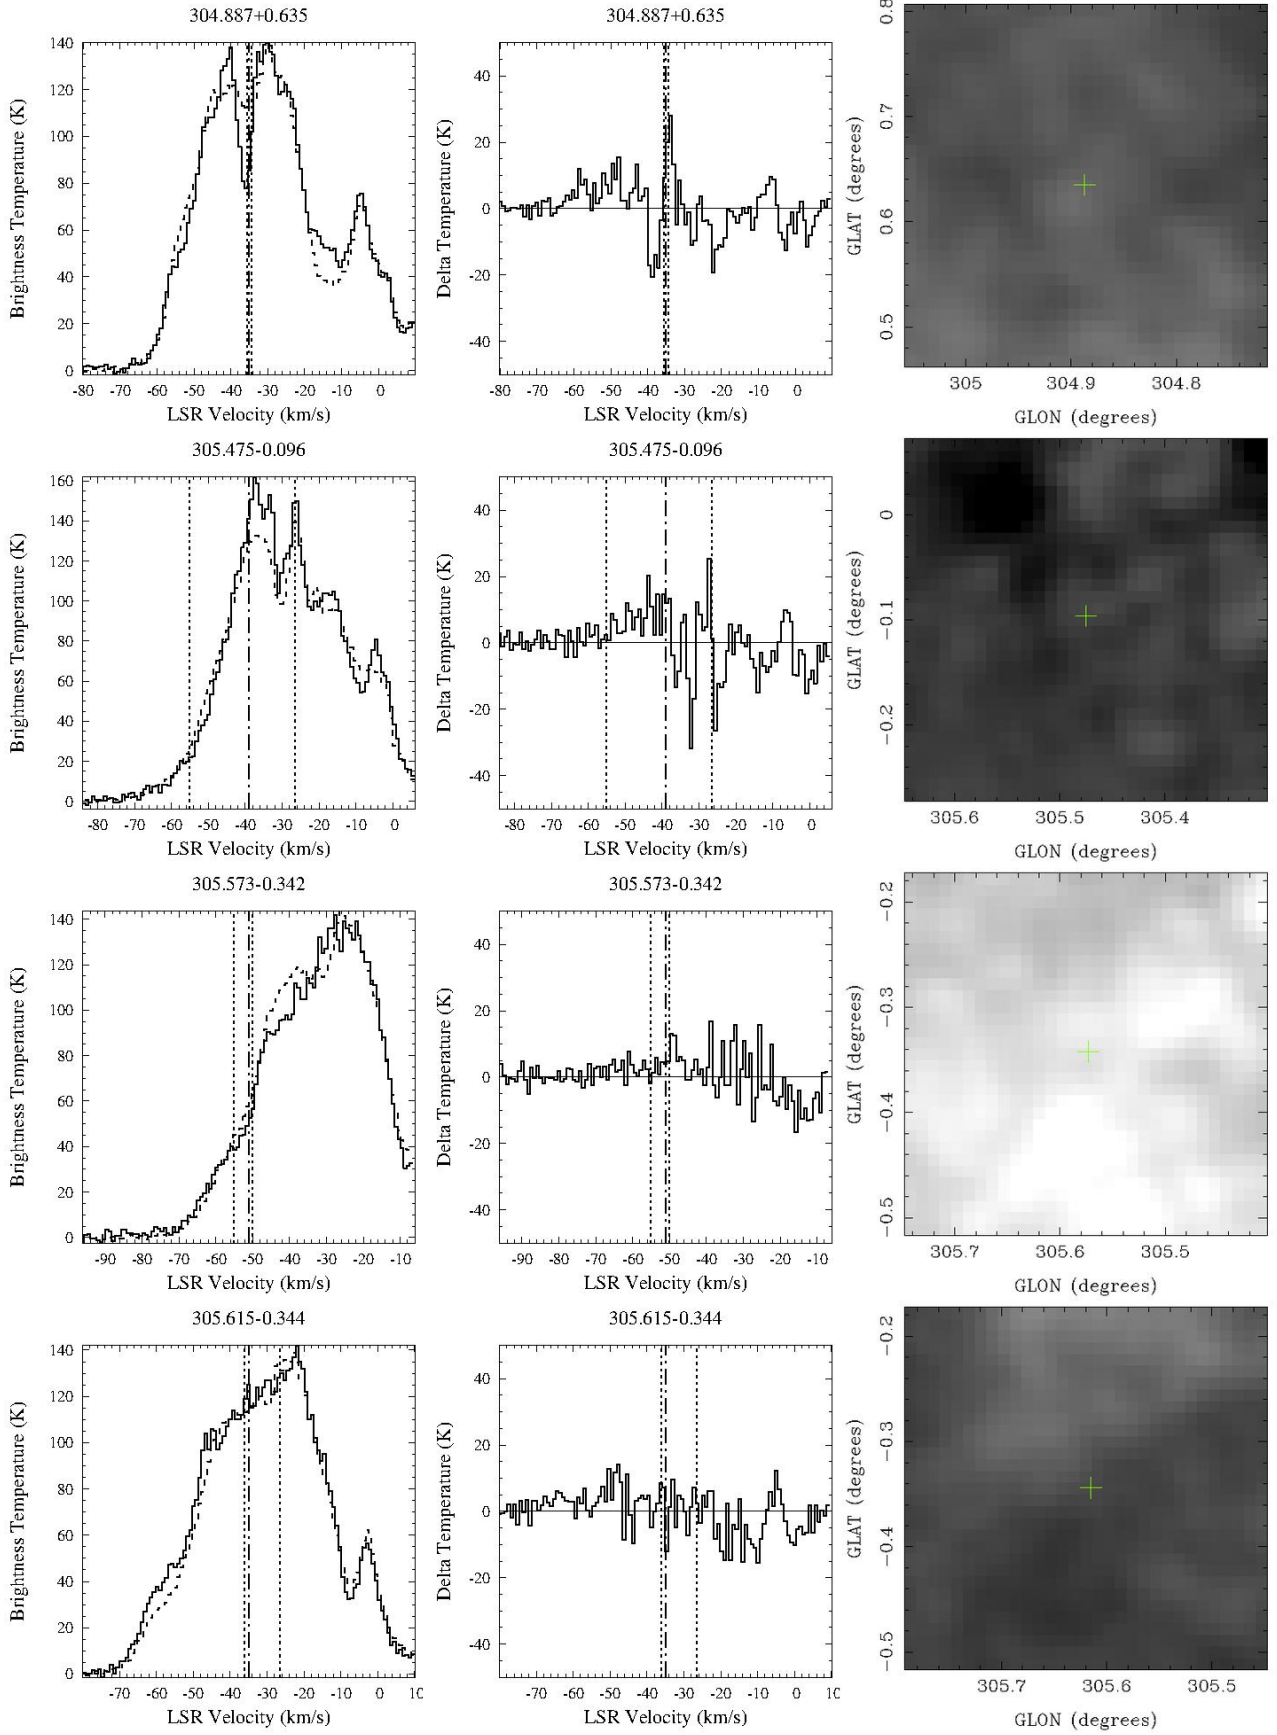 304.887+0.635 304.887+0.635
Brightness Temperature (K)
140
120
100
80
60
40
20
0
-80 -70 -60 -50 -40 -30 -20 -10 0
LSR Velocity (km/s)
Delta Temperature (K)
40
20
0
-20
-40
-80 -70 -60 -50 -40 -30 -20 -10 0
LSR Velocity (km/s)
GLAT (degrees)
0.8
0.7
0.6
0.5
305 304.9 304.8
GLON (degrees)
305.475-0.096 305.475-0.096
Brightness Temperature (K)
160
140
120
100
80
60
40
20
0
-80 -70 -60 -50 -40 -30 -20 -10 0
LSR Velocity (km/s)
Delta Temperature (K)
40
20
0
-20
-40
-80 -70 -60 -50 -40 -30 -20 -10 0
LSR Velocity (km/s)
GLAT (degrees)
0
-0.1
-0.2
305.6 305.5 305.4
GLON (degrees)
305.573-0.342 305.573-0.342
Brightness Temperature (K)
140
120
100
80
60
40
20
0
-90 -80 -70 -60 -50 -40 -30 -20 -10
LSR Velocity (km/s)
Delta Temperature (K)
40
20
0
-20
-40
-90 -80 -70 -60 -50 -40 -30 -20 -10
LSR Velocity (km/s)
GLAT (degrees)
-0.2
-0.3
-0.4
-0.5
305.7 305.6 305.5
GLON (degrees)
305.615-0.344 305.615-0.344
Brightness Temperature (K)
140
120
100
80
60
40
20
0
-70 -60 -50 -40 -30 -20 -10 0
LSR Velocity (km/s)
Delta Temperature (K)
40
20
0
-20
-40
-70 -60 -50 -40 -30 -20 -10 0
LSR Velocity (km/s)
GLAT (degrees)
-0.2
-0.3
-0.4
-0.5
305.7 305.6 305.5
GLON (degrees)